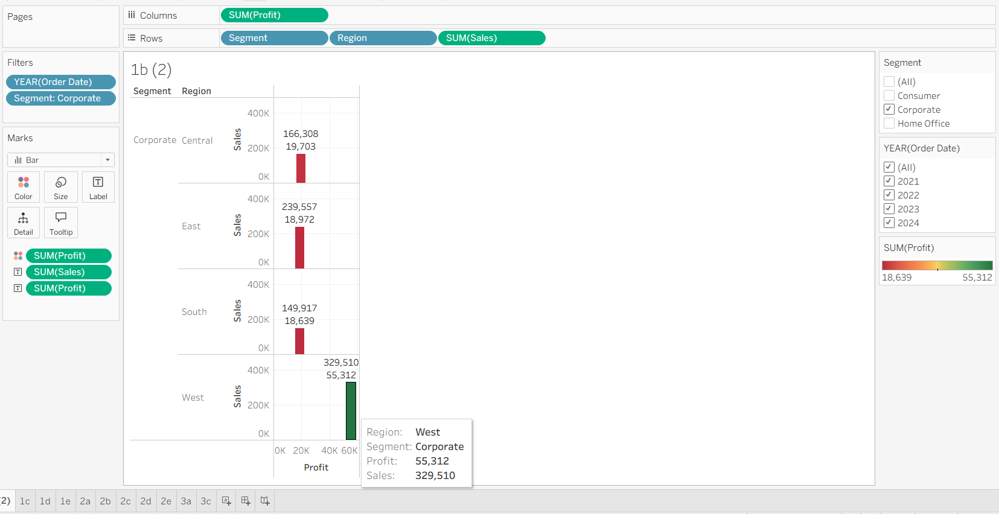 Pages
Columns
SUM(Profit)
Rows
Segment
Region
SUM(Sales)
Filters
YEAR(Order Date)
Segment: Corporate
Marks
Bar
Color
Size
Label
Detail
Tooltip
SUM(Profit)
SUM(Sales)
SUM(Profit)
1b (2)
Segment
Region
Corporate
Central
Sales
400K
200K
0K
166,308
19,703
East
Sales
400K
200K
0K
239,557
18,972
South
Sales
400K
200K
0K
149,917
18,639
West
Sales
400K
200K
0K
329,510
55,312
0K 20K 40K 60K
Profit
Region: West
Segment: Corporate
Profit: 55,312
Sales: 329,510
Segment
(All)
Consumer
Corporate
Home Office
YEAR(Order Date)
(All)
2021
2022
2023
2024
SUM(Profit)
18,639 55,312
(2) 1c 1d 1e 2a 2b 2c 2d 2e 3a 3c